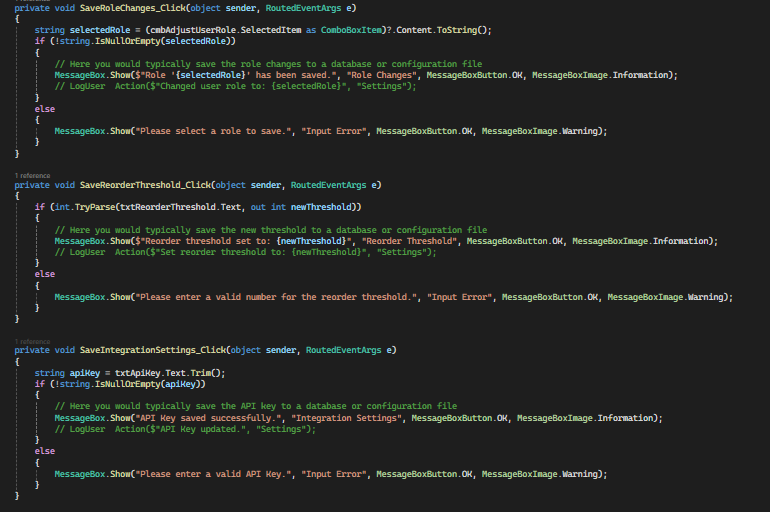 private void SaveRoleChanges_Click(object sender, RoutedEventArgs e)
{
string selectedRole = (cmbAdjustUserRole.SelectedItem as ComboBoxItem)?.Content.ToString();
if (!string.IsNullOrEmpty(selectedRole))
{
// Here you would typically save the role changes to a database or configuration file
MessageBox.Show($"Role '{selectedRole}' has been saved.", "Role Changes", MessageBoxButton.OK, MessageBoxImage.Information);
// LogUser  Action($"Changed user role to: {selectedRole}", "Settings");
}
else
{
MessageBox.Show("Please select a role to save.", "Input Error", MessageBoxButton.OK, MessageBoxImage.Warning);
}
}
1 reference
private void SaveReorderThreshold_Click(object sender, RoutedEventArgs e)
{
if (int.TryParse(txtReorderThreshold.Text, out int newThreshold))
{
// Here you would typically save the new threshold to a database or configuration file
MessageBox.Show($"Reorder threshold set to: {newThreshold}", "Reorder Threshold", MessageBoxButton.OK, MessageBoxImage.Information);
// LogUser  Action($"Set reorder threshold to: {newThreshold}", "Settings");
}
else
{
MessageBox.Show("Please enter a valid number for the reorder threshold.", "Input Error", MessageBoxButton.OK, MessageBoxImage.Warning);
}
}
1 reference
private void SaveIntegrationSettings_Click(object sender, RoutedEventArgs e)
{
string apiKey = txtApiKey.Text.Trim();
if (!string.IsNullOrEmpty(apiKey))
{
// Here you would typically save the API key to a database or configuration file
MessageBox.Show("API Key saved successfully.", "Integration Settings", MessageBoxButton.OK, MessageBoxImage.Information);
// LogUser  Action($"API Key updated.", "Settings");
}
else
{
MessageBox.Show("Please enter a valid API Key.", "Input Error", MessageBoxButton.OK, MessageBoxImage.Warning);
}
}